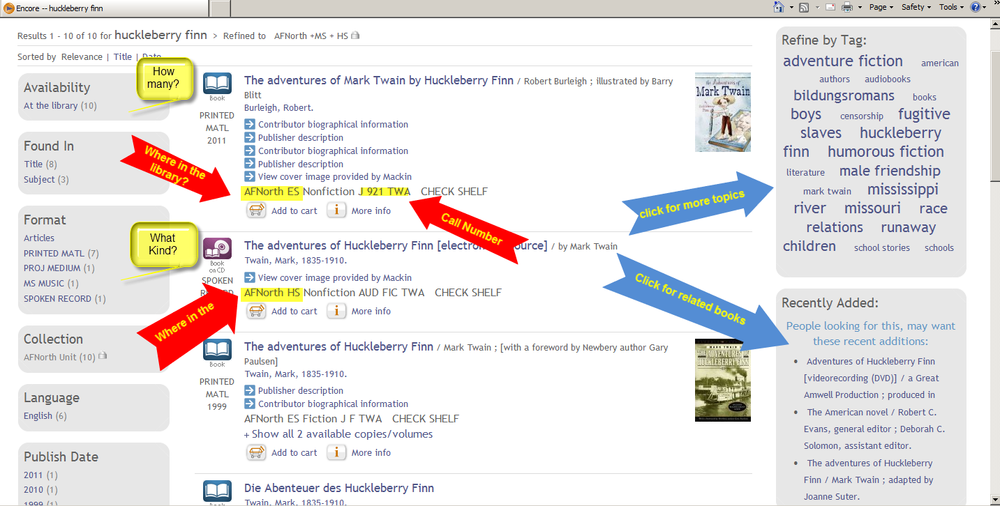 Encore -- huckleberry finn
Page
Safety
Tools
Results 1 - 10 of 10 for huckleberry finn > Refined to AFNorth +MS + HS
Sorted by Relevance | Title | Date
How
many?
Availability
At the library (10)
Found In
Title (8)
Subject (3)
Format
Articles
PRINTED MATL (7)
PROJ MEDIUM (1)
MS MUSIC (1)
SPOKEN RECORD (1)
What
Kind?
Collection
AFNorth Unit (10)
Language
English (6)
Publish Date
2011 (1)
2010 (1)
1999 (1)
Book
PRINTED
MATL
2011
The adventures of Mark Twain by Huckleberry Finn / Robert Burleigh ; illustrated by Barry
Blitt
Burleigh, Robert.
Contributor biographical information
Publisher description
Contributor biographical information
Publisher description
View cover image provided by Mackin
AFNorth ES Nonfiction J 921 TWA CHECK SHELF
Add to cart
More info
the Adventures of
MARK TWAIN
Where in the
library?
Call Number
Book
on CD
SPOKEN
The adventures of Huckleberry Finn [electron ource] / by Mark Twain
Twain, Mark, 1835-1910.
View cover image provided by Mackin
AFNorth HS Nonfiction AUD FIC TWA CHECK SHELF
Add to cart
More info
Where in the
Book
PRINTED
MATL
1999
The adventures of Huckleberry Finn / Mark Twain ; [with a foreword by Newbery author Gary
Paulsen]
Twain, Mark, 1835-1910.
Publisher description
Contributor biographical information
AFNorth ES Fiction J F TWA CHECK SHELF
+ Show all 2 available copies/volumes
Add to cart
More info
MARK TWAIN
THE ADVENTURES OF
HUCKLEBERRY FINN
Book
Die Abenteuer des Huckleberry Finn
Twain, Mark, 1835-1910.
click for more topics
Click for related books
Refine by Tag:
adventure fiction american
authors audiobooks
bildungsromans books
boys censorship fugitive
slaves huckleberry
finn humorous fiction
literature male friendship
mark twain mississippi
river missouri race
relations runaway
children school stories schools
Recently Added:
People looking for this, may want
these recent additions:
• Adventures of Huckleberry Finn
[videorecording (DVD)] / a Great
Amwell Production ; produced in
• The American novel / Robert C.
Evans, general editor ; Deborah C.
Solomon, assistant editor.
• The adventures of Huckleberry
Finn / Mark Twain ; adapted by
Joanne Suter.